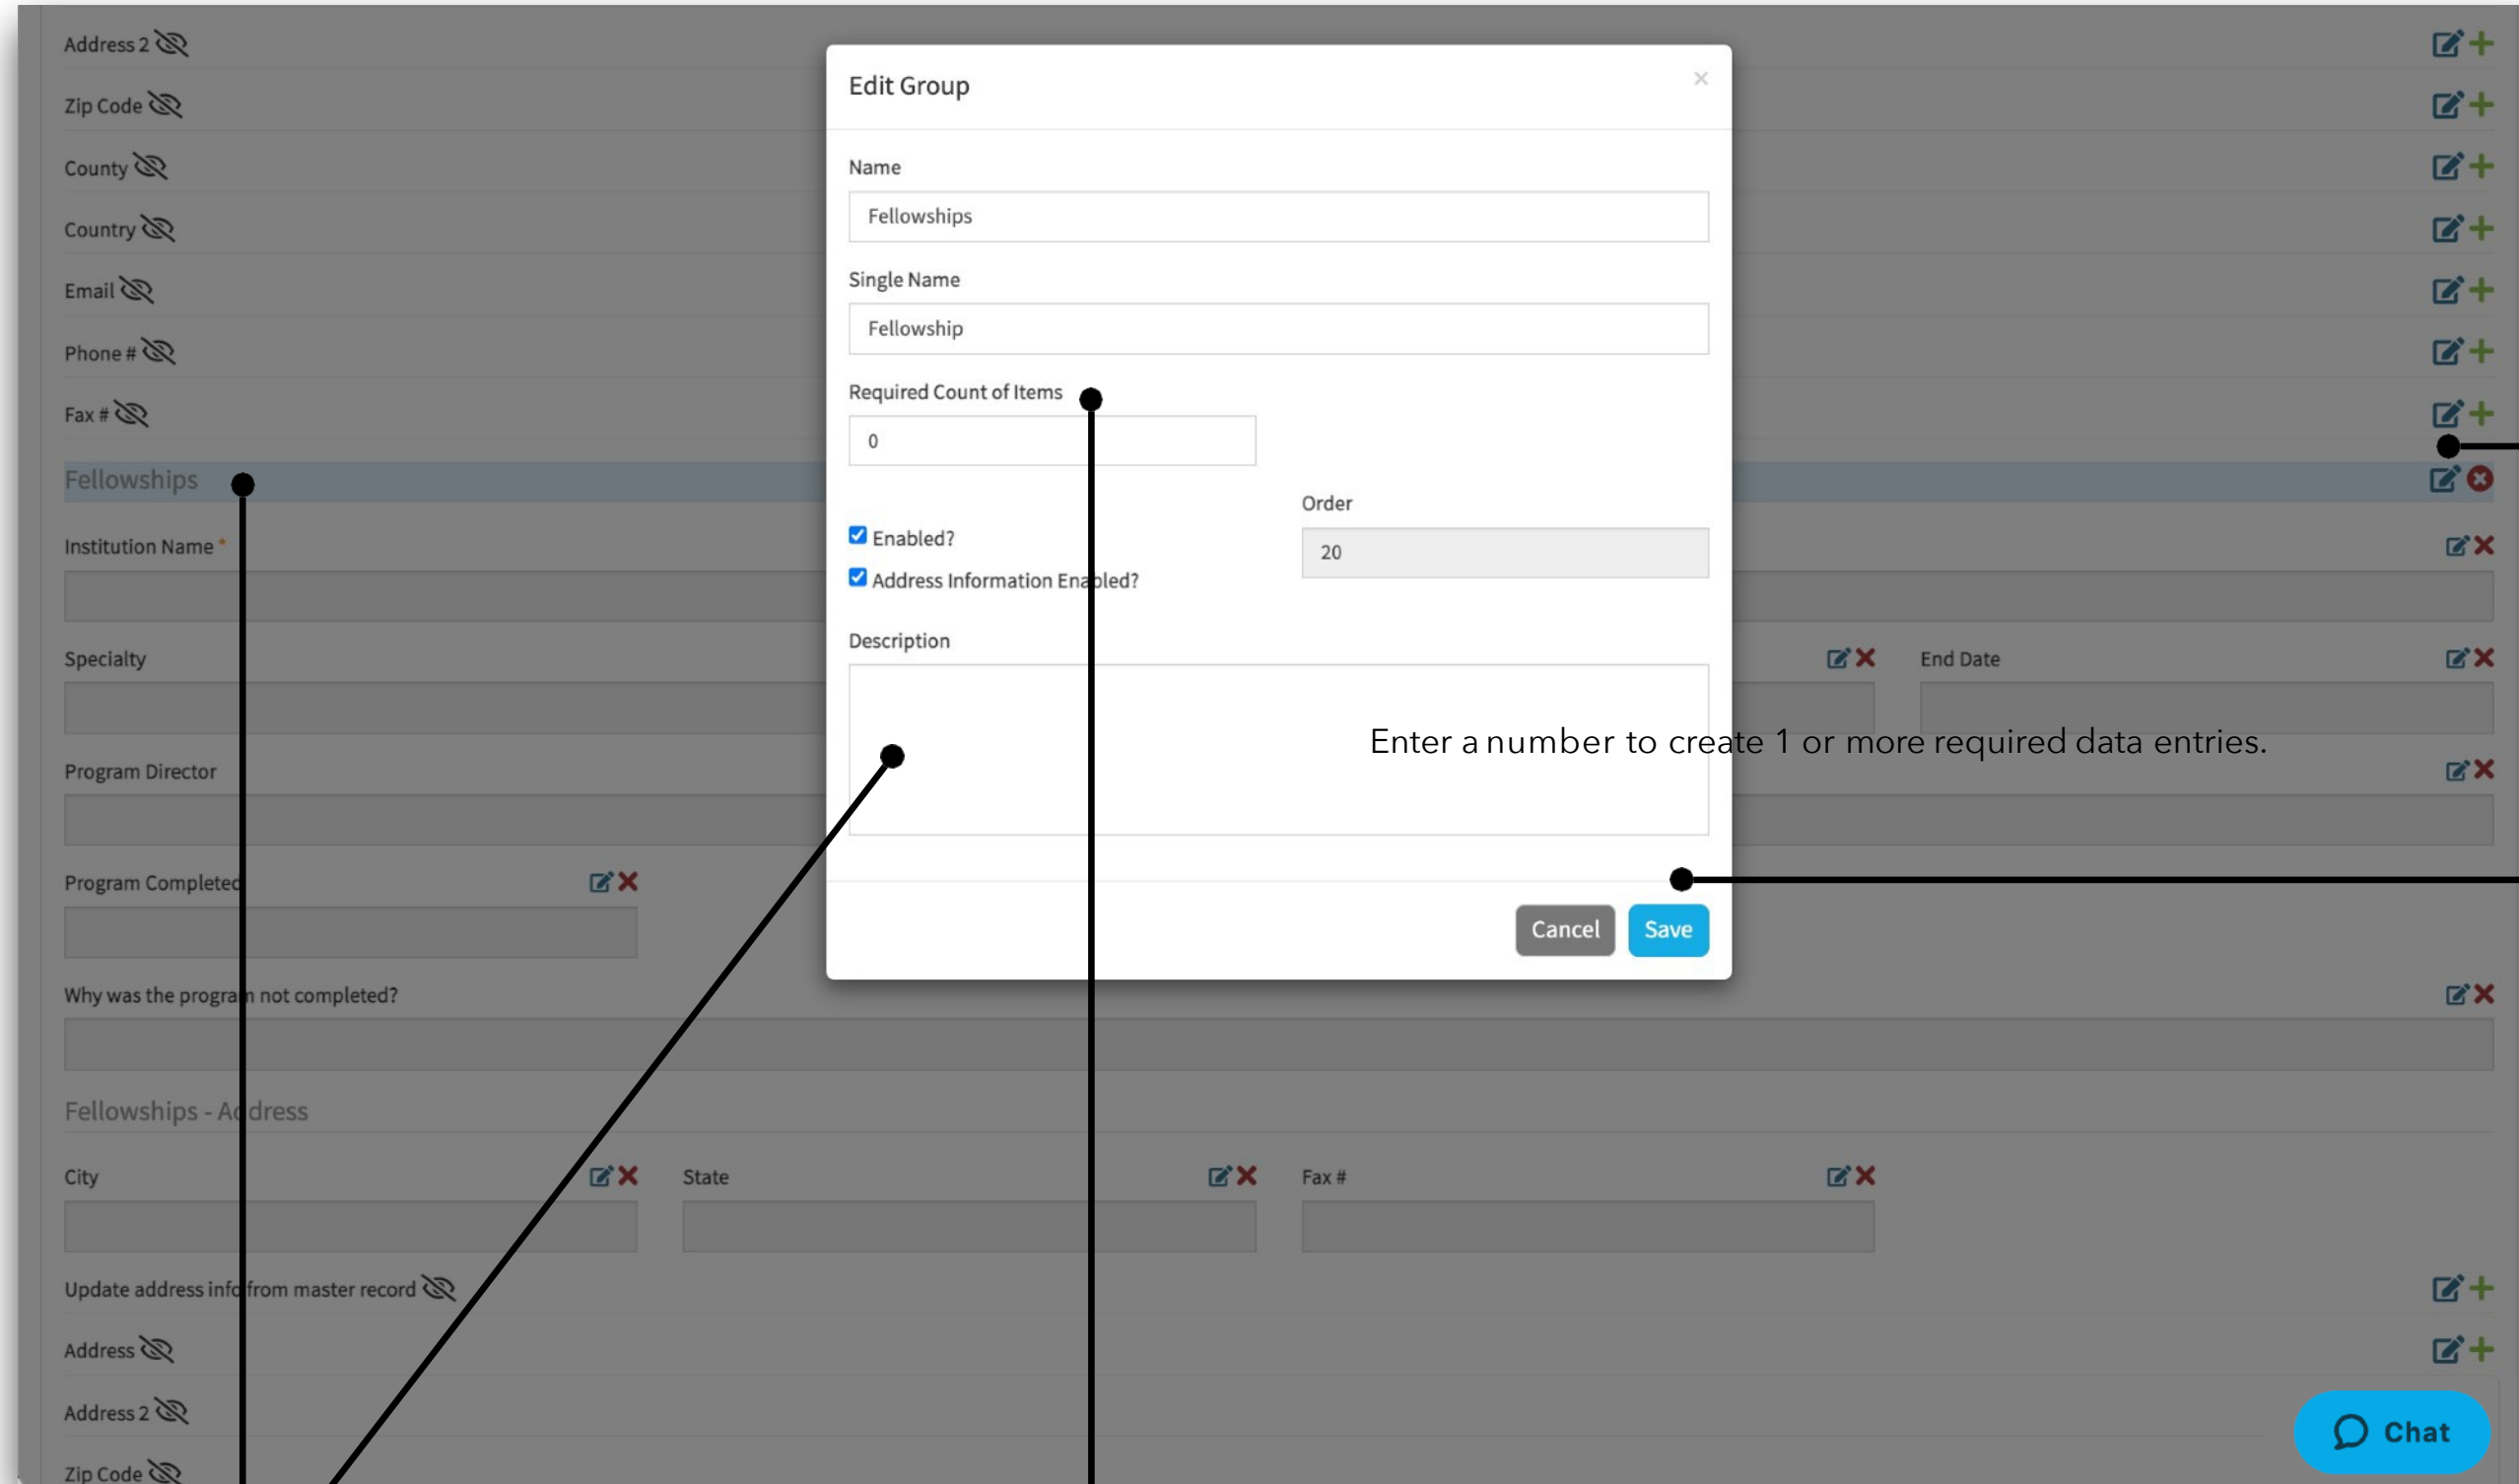 Address 2
Zip Code
County
Country
Email
Phone #
Fax #
Fellowships
Institution Name *
Specialty
End Date
Program Director
Program Completed
Why was the program not completed?
Fellowships - Address
City State Fax #
Update address info from master record
Address
Address 2
Zip Code
Edit Group ×
Name
Fellowships
Single Name
Fellowship
Required Count of Items
0
Order
Enabled?
20
Address Information Enabled?
Description
Enter a number to create 1 or more required data entries.
Cancel Save
Chat